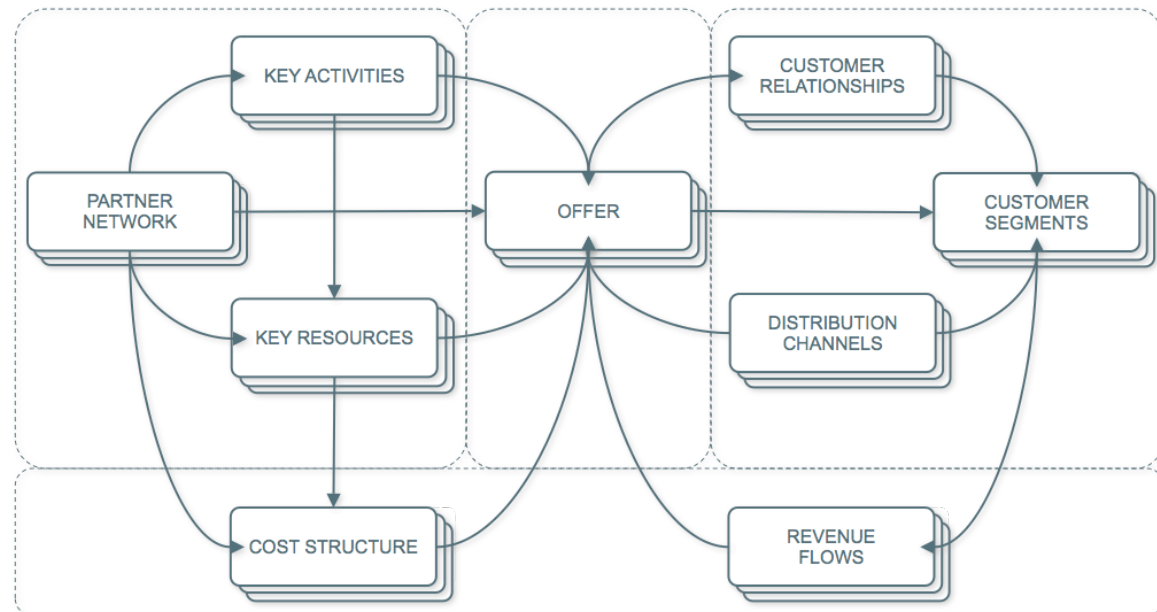 KEY ACTIVITIES
CUSTOMER
RELATIONSHIPS
PARTNER
NETWORK
OFFER
CUSTOMER
SEGMENTS
KEY RESOURCES
DISTRIBUTION
CHANNELS
COST STRUCTURE
REVENUE
FLOWS